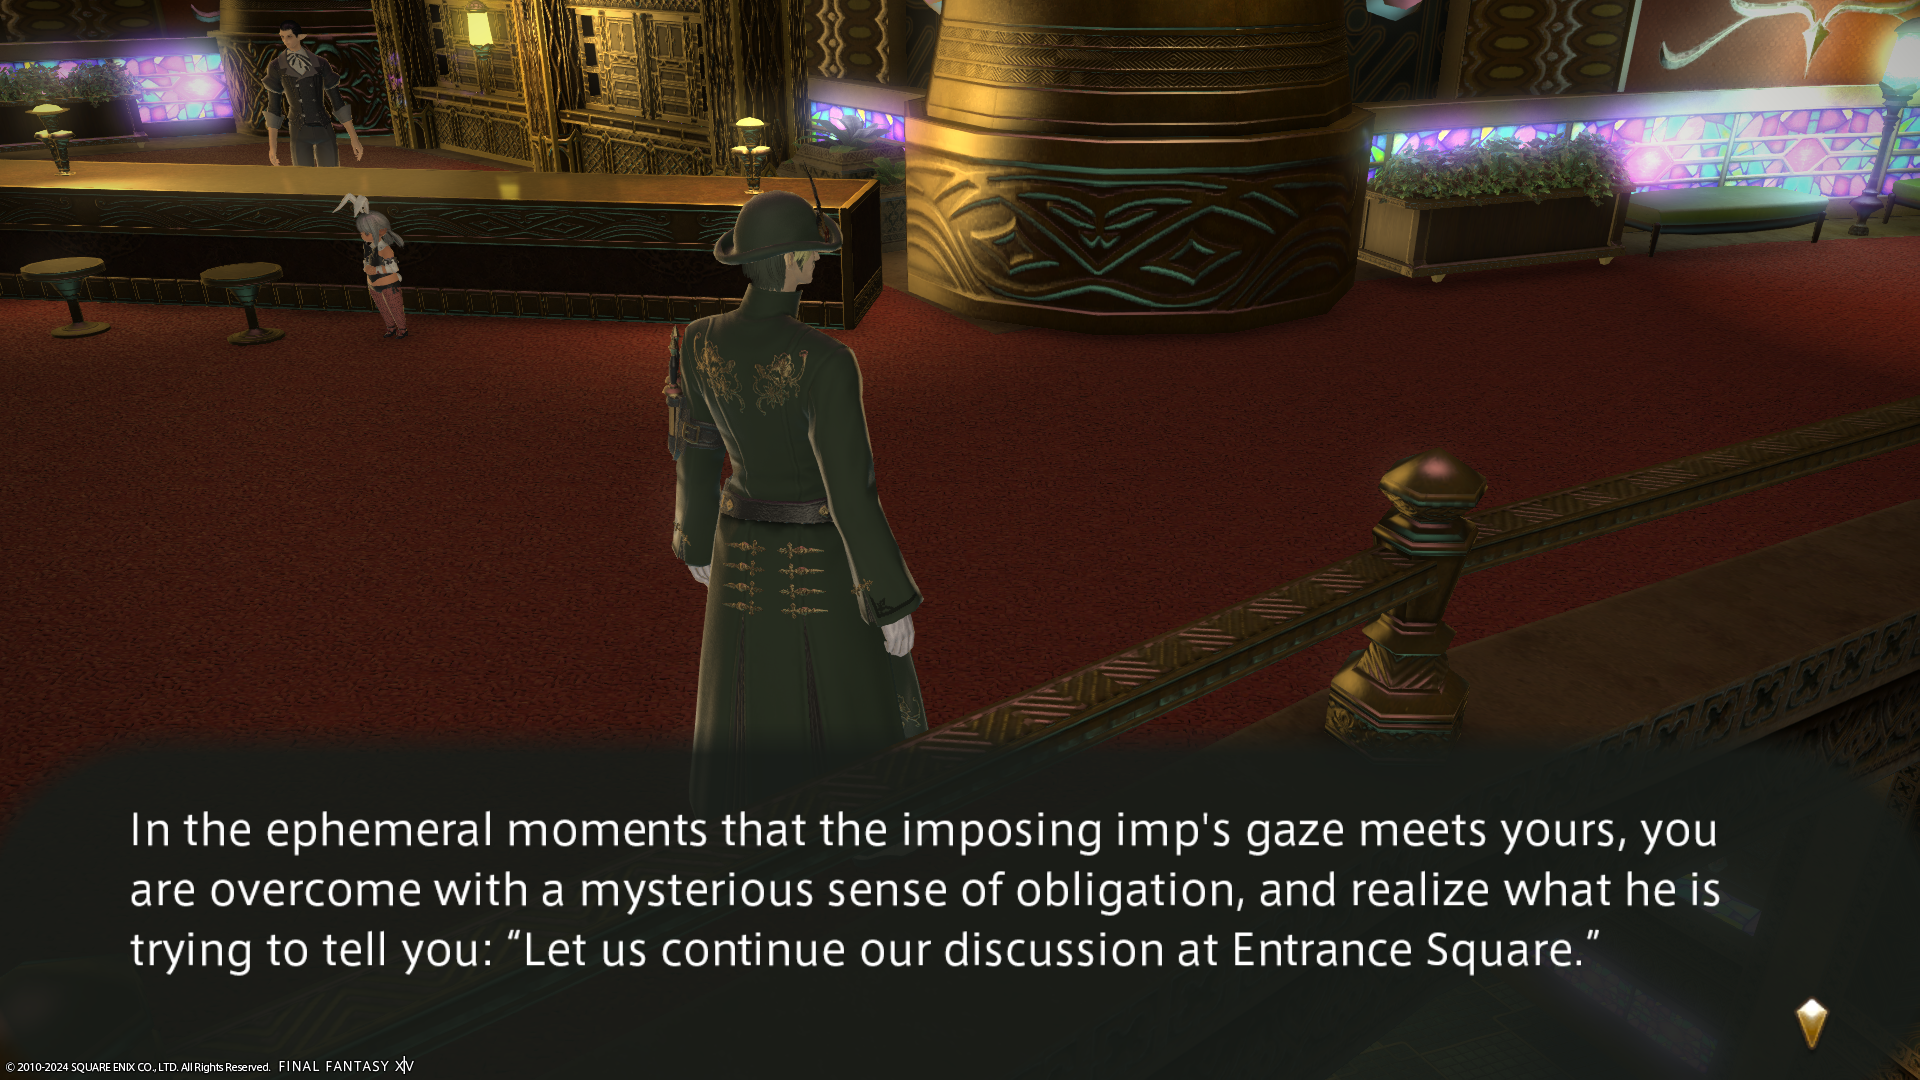 In the ephemeral moments that the imposing imp's gaze meets yours, you
are overcome with a mysterious sense of obligation, and realize what he is
trying to tell you: “Let us continue our discussion at Entrance Square.”
© 2010-2024 SQUARE ENIX CO., LTD. All Rights Reserved. FINAL FANTASY XIV